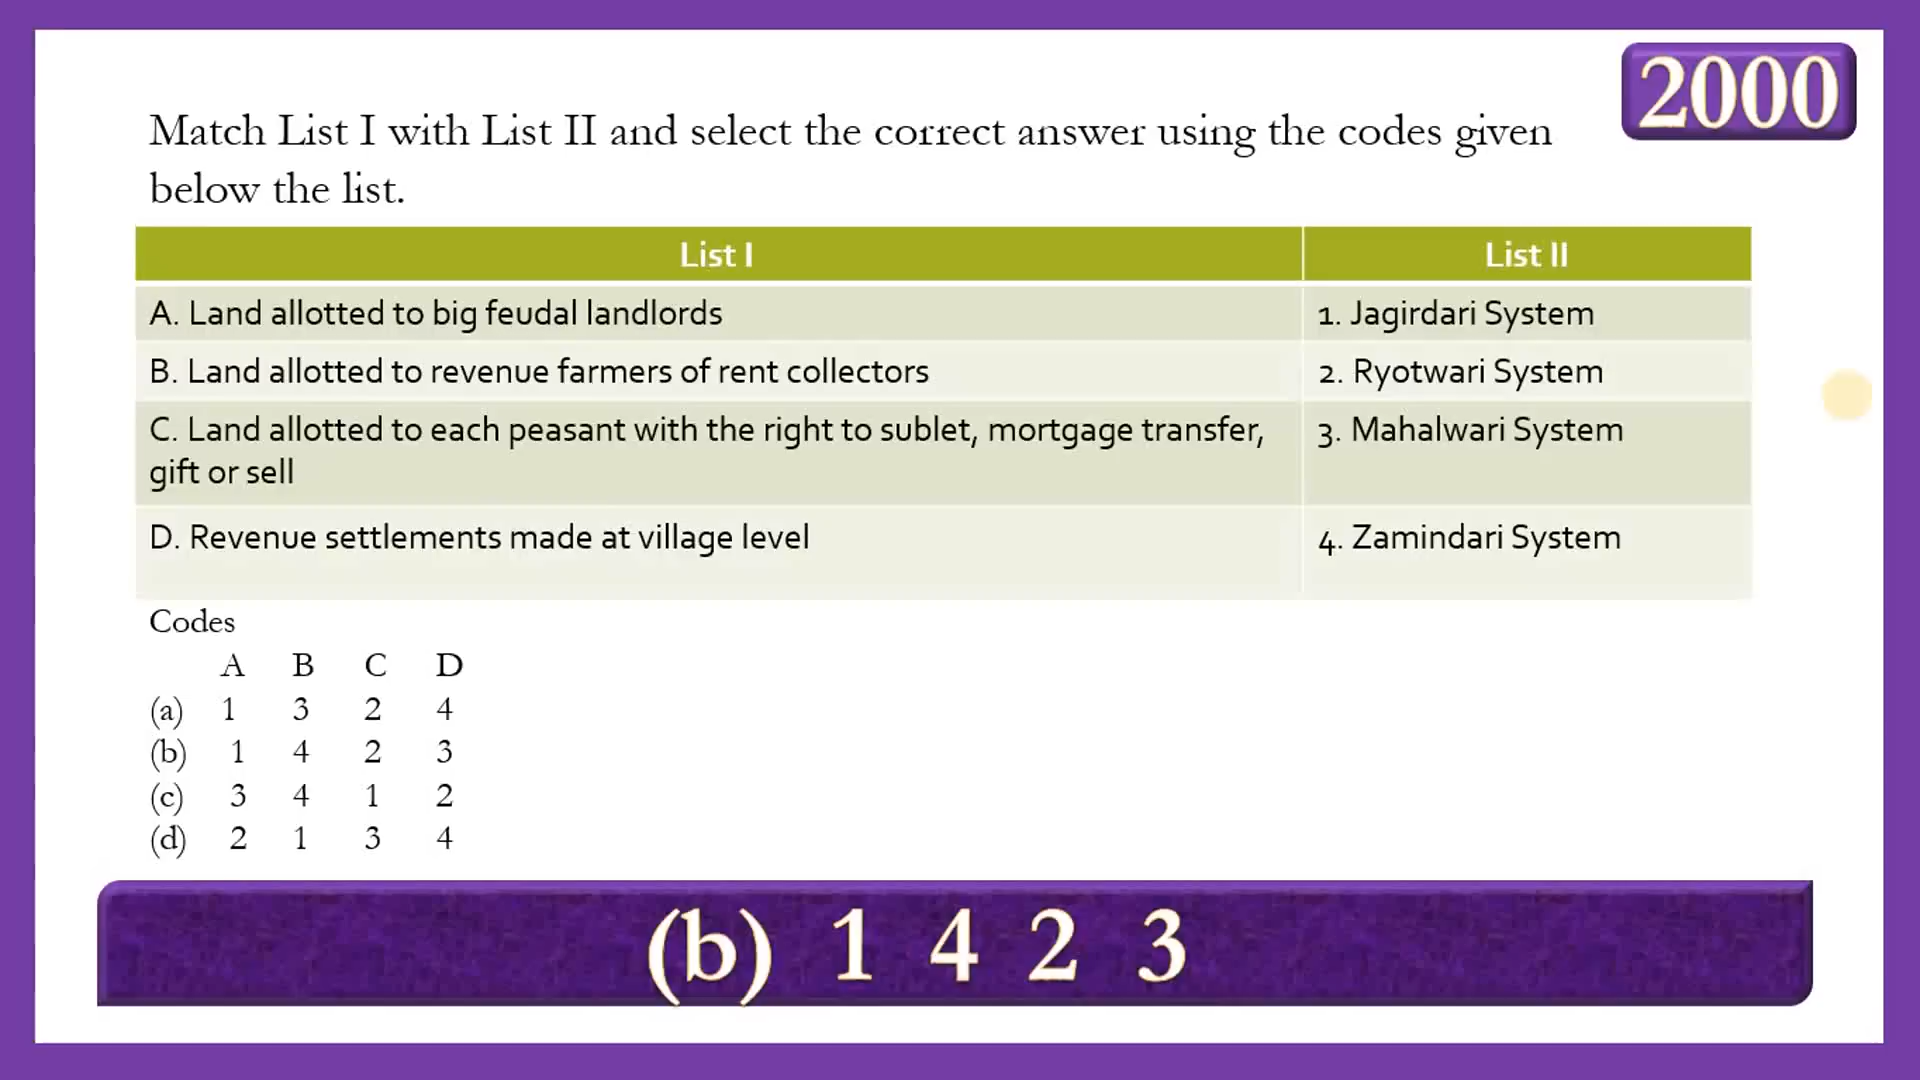 2000
Match List I with List II and select the correct answer using the codes given
below the list.
List I List II
A. Land allotted to big feudal landlords 1. Jagirdari System
B. Land allotted to revenue farmers of rent collectors 2. Ryotwari System
C. Land allotted to each peasant with the right to sublet, mortgage transfer, 3. Mahalwari System
gift or sell
D. Revenue settlements made at village level 4. Zamindari System
Codes
A B C D
(a) 1 3 2 4
(b) 1 4 2 3
(c) 3 4 1 2
(d) 2 1 3 4
(b) 1 4 2 3